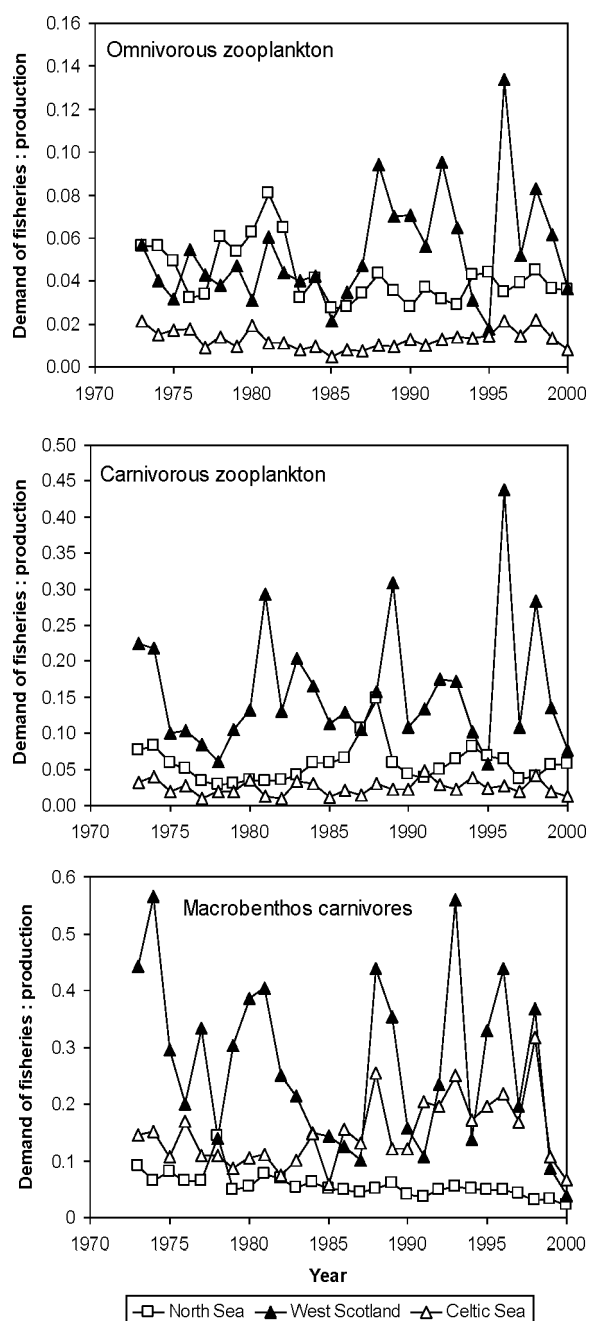 Omnivorous zooplankton
Demand of fisheries : production
0.16
0.14
0.12
0.10
0.08
0.06
0.04
0.02
0.00
1970 1975 1980 1985 1990 1995 2000
Carnivorous zooplankton
Demand of fisheries : production
0.50
0.45
0.40
0.35
0.30
0.25
0.20
0.15
0.10
0.05
0.00
1970 1975 1980 1985 1990 1995 2000
Macrobenthos carnivores
Demand of fisheries : production
0.6
0.5
0.4
0.3
0.2
0.1
0
1970 1975 1980 1985 1990 1995 2000
Year
North Sea West Scotland Celtic Sea